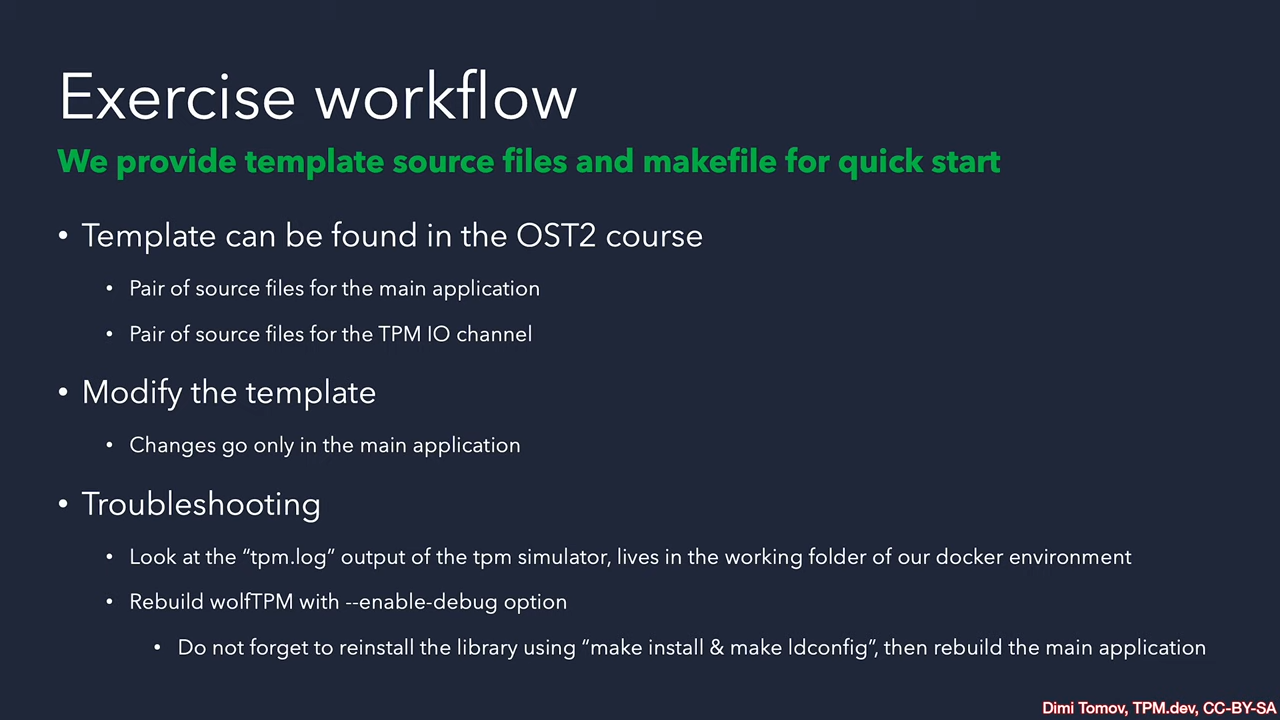 Exercise workflow
We provide template source files and makefile for quick start
• Template can be found in the OST2 course
• Pair of source files for the main application
• Pair of source files for the TPM IO channel
• Modify the template
• Changes go only in the main application
• Troubleshooting
• Look at the “tpm.log” output of the tpm simulator, lives in the working folder of our docker environment
• Rebuild wolfTPM with --enable-debug option
• Do not forget to reinstall the library using “make install & make ldconfig”, then rebuild the main application
Dimi Tomov, TPM.dev, CC-BY-SA